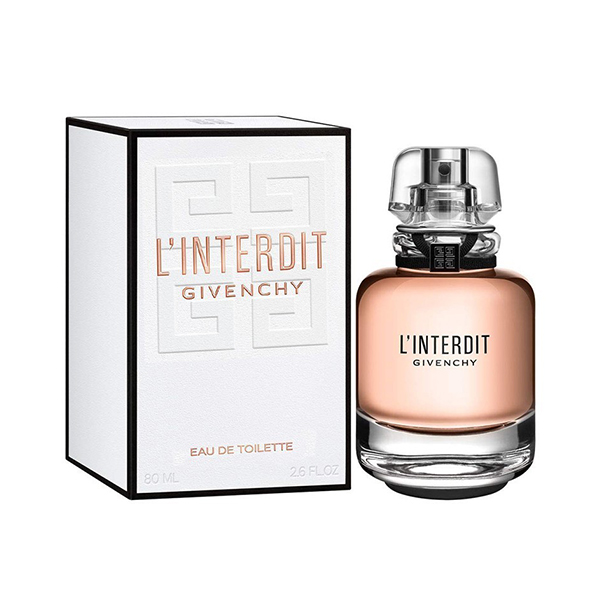 L'INTERDIT
GIVENCHY
EAU DE TOILETTE
80 ML 2.6 FL.OZ
L'INTERDIT
GIVENCHY